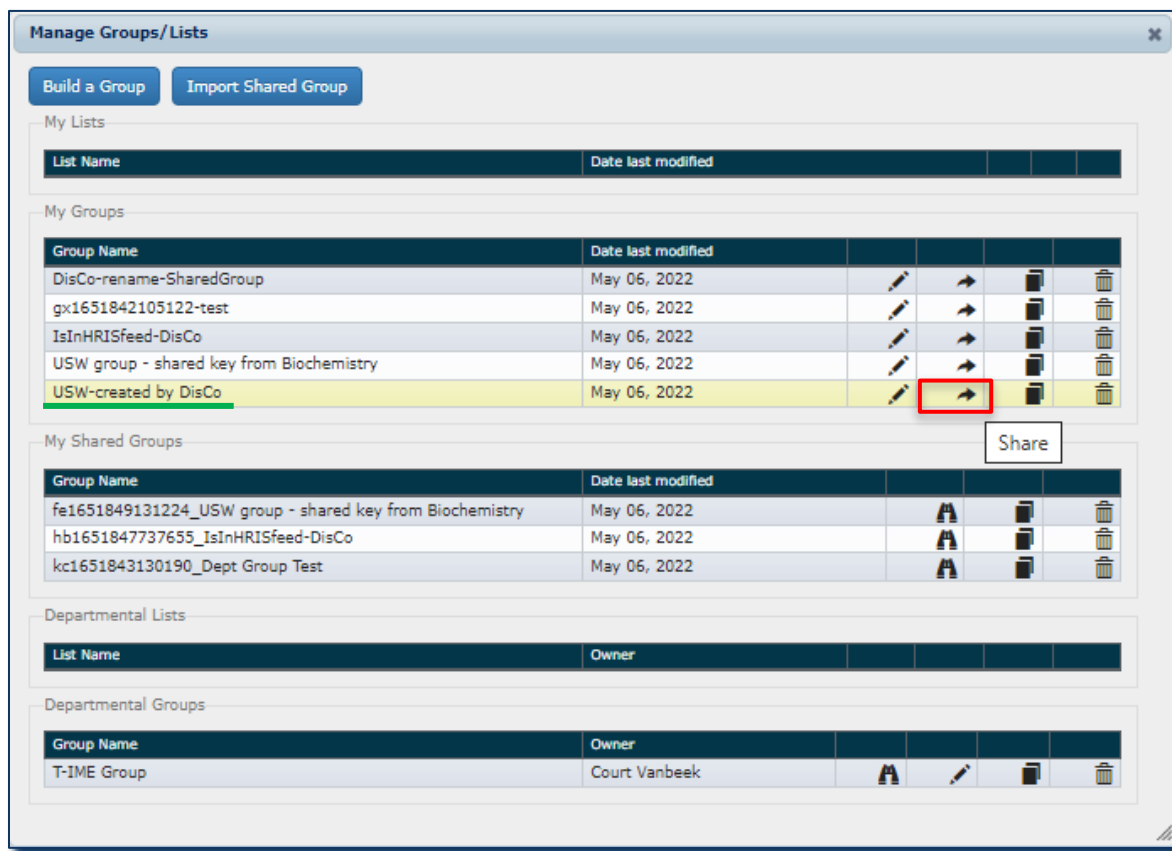 Manage Groups/Lists
Build a Group Import Shared Group
My Lists
List Name Date last modified
My Groups
Group Name Date last modified
DisCo-rename-SharedGroup May 06, 2022
gx1651842105122-test May 06, 2022
IsInHRISfeed-DisCo May 06, 2022
USW group - shared key from Biochemistry May 06, 2022
USW-created by DisCo May 06, 2022
Share
My Shared Groups
Group Name Date last modified
fe1651849131224_USW group - shared key from Biochemistry May 06, 2022
hb1651847737655_IsInHRISfeed-DisCo May 06, 2022
kc1651843130190_Dept Group Test May 06, 2022
Departmental Lists
List Name Owner
Departmental Groups
Group Name Owner
T-IME Group Court Vanbeek